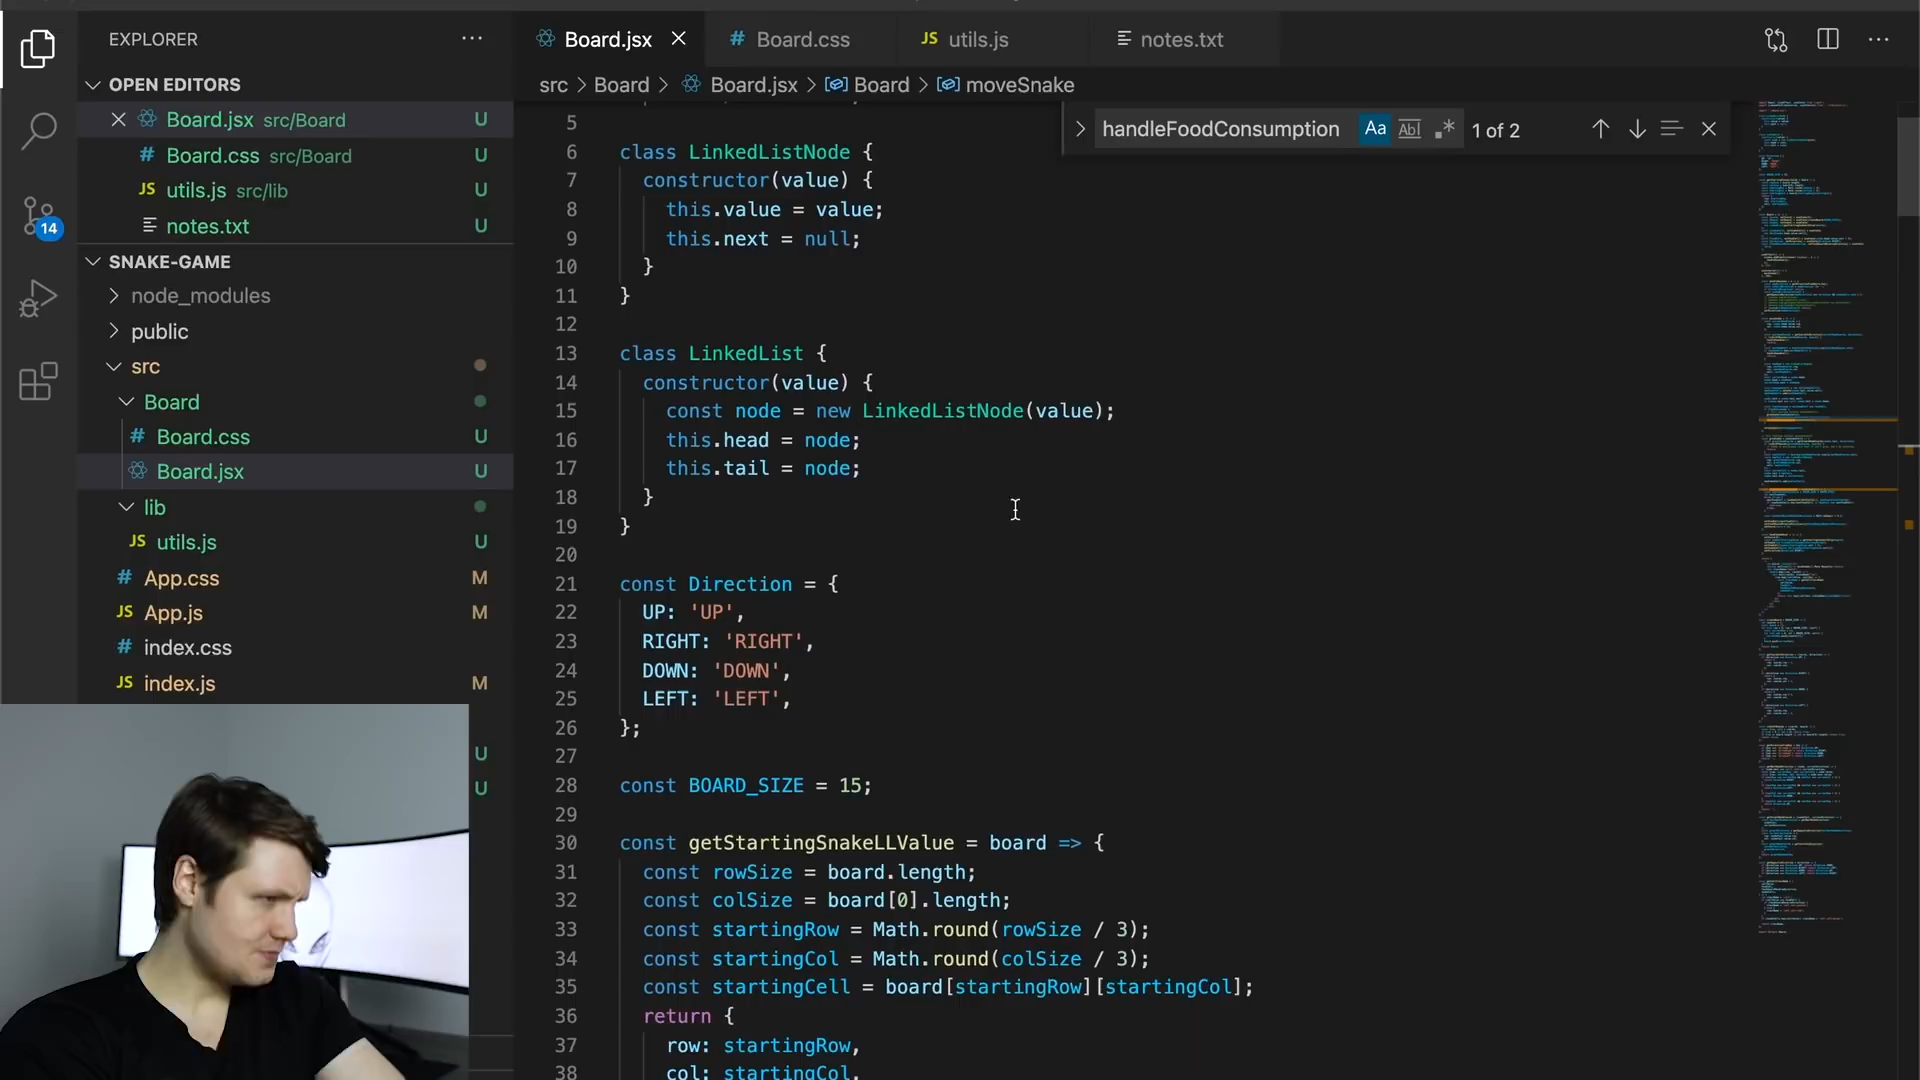 EXPLORER
OPEN EDITORS
Board.jsx src/Board U
Board.css src/Board U
utils.js src/lib U
notes.txt U
14
SNAKE-GAME
node_modules
public
src
Board
Board.css U
Board.jsx U
lib
utils.js U
App.css M
App.js M
index.css
index.js M
U
U
Board.jsx
Board.css
utils.js
notes.txt
src > Board > Board.jsx > Board > moveSnake
handleFoodConsumption Aa Abl .* 1 of 2
5
6 class LinkedListNode {
7 constructor(value) {
8 this.value = value;
9 this.next = null;
10 }
11 }
12
13 class LinkedList {
14 constructor(value) {
15 const node = new LinkedListNode(value);
16 this.head = node;
17 this.tail = node;
18 }
19 }
20
21 const Direction = {
22 UP: 'UP',
23 RIGHT: 'RIGHT',
24 DOWN: 'DOWN',
25 LEFT: 'LEFT',
26 };
27
28 const BOARD_SIZE = 15;
29
30 const getStartingSnakeLLValue = board => {
31 const rowSize = board.length;
32 const colSize = board[0].length;
33 const startingRow = Math.round(rowSize / 3);
34 const startingCol = Math.round(colSize / 3);
35 const startingCell = board[startingRow][startingCol];
36 return {
37 row: startingRow,
38 col: startingCol,